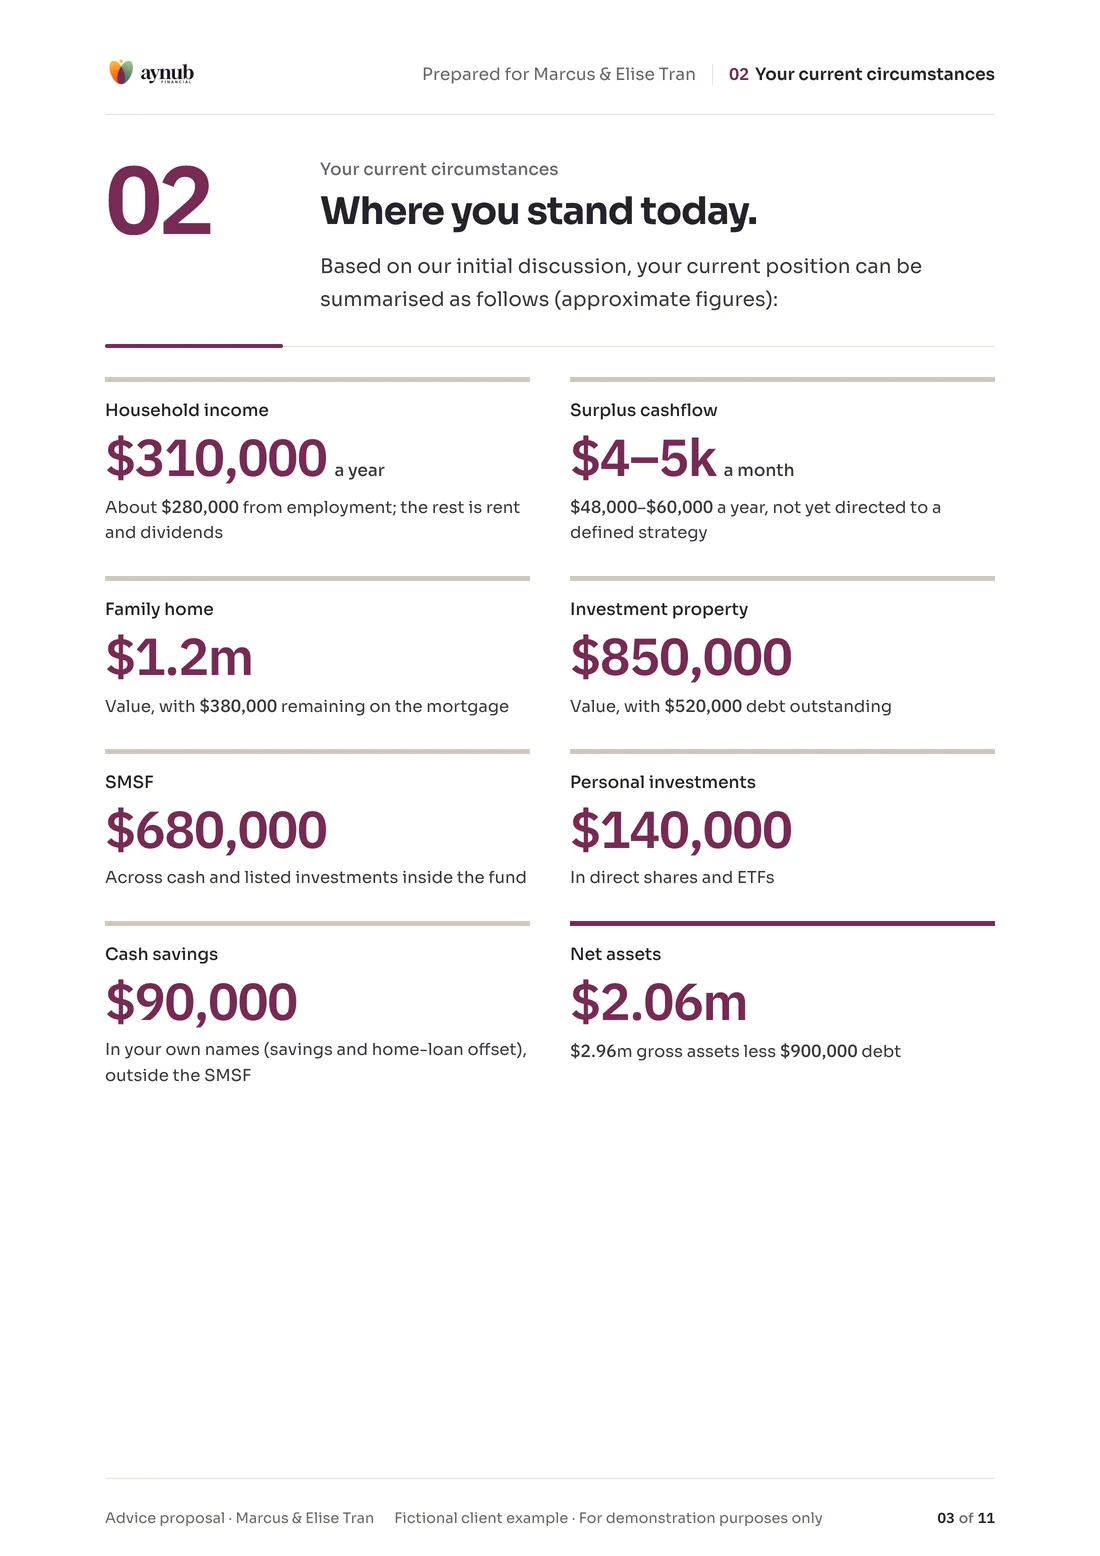 aynub
FINANCIAL
Prepared for Marcus & Elise Tran
02 Your current circumstances
02
Your current circumstances
Where you stand today.
Based on our initial discussion, your current position can be
summarised as follows (approximate figures):
Household income
$310,000 a year
About $280,000 from employment; the rest is rent
and dividends
Surplus cashflow
$4–5k a month
$48,000–$60,000 a year, not yet directed to a
defined strategy
Family home
$1.2m
Value, with $380,000 remaining on the mortgage
Investment property
$850,000
Value, with $520,000 debt outstanding
SMSF
$680,000
Across cash and listed investments inside the fund
Personal investments
$140,000
In direct shares and ETFs
Cash savings
$90,000
In your own names (savings and home-loan offset),
outside the SMSF
Net assets
$2.06m
$2.96m gross assets less $900,000 debt
Advice proposal · Marcus & Elise Tran
Fictional client example · For demonstration purposes only
03 of 11